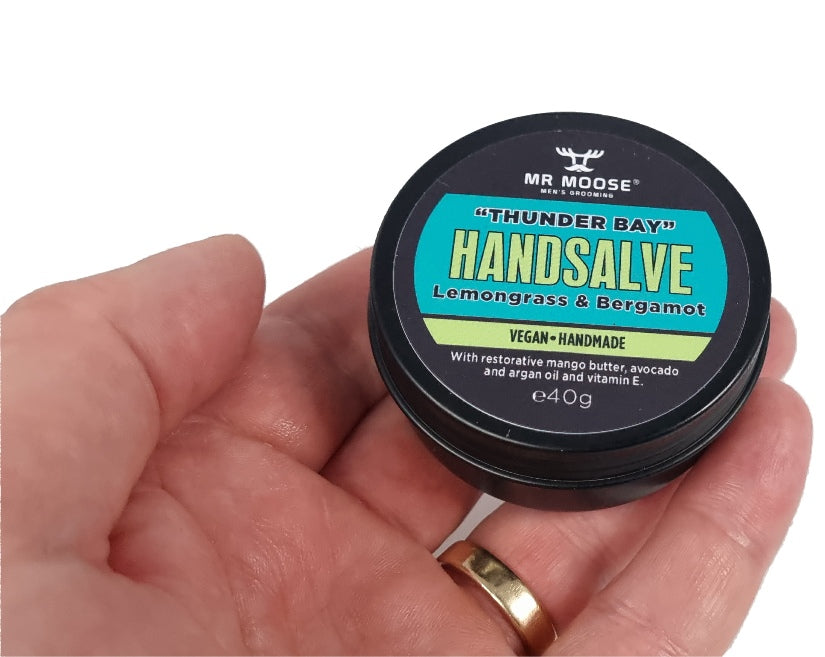 MR MOOSE®
MEN'S GROOMING
“THUNDER BAY”
HANDSALVE
Lemongrass & Bergamot
VEGAN•HANDMADE
With restorative mango butter, avocado
and argan oil and vitamin E.
℮40g